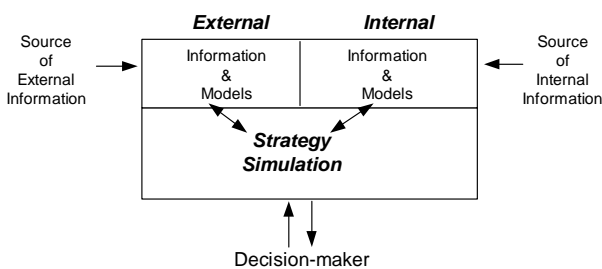 External
Internal
Source
of
External
Information
Information
&
Models
Information
&
Models
Source
of
Internal
Information
Strategy
Simulation
Decision-maker